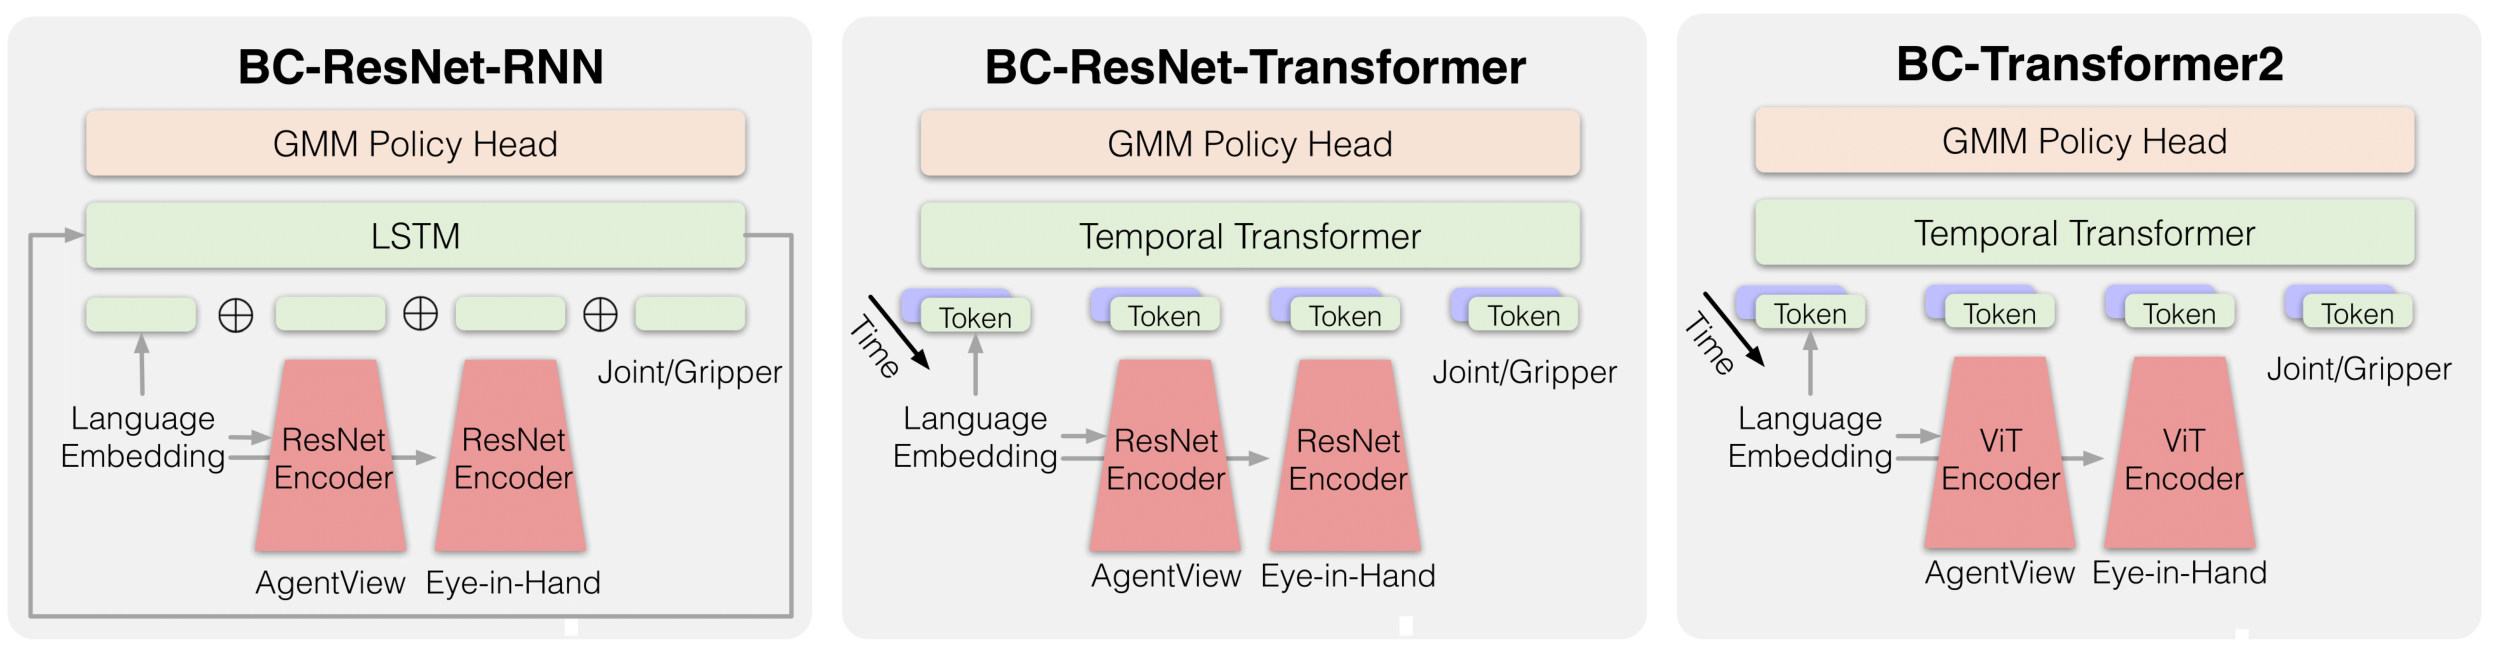 BC-ResNet-RNN
GMM Policy Head
LSTM
Joint/Gripper
Language
Embedding
ResNet
Encoder
ResNet
Encoder
AgentView
Eye-in-Hand
BC-ResNet-Transformer
GMM Policy Head
Temporal Transformer
Time
Token
Token
Token
Token
Joint/Gripper
Language
Embedding
ResNet
Encoder
ResNet
Encoder
AgentView
Eye-in-Hand
BC-Transformer2
GMM Policy Head
Temporal Transformer
Time
Token
Token
Token
Token
Joint/Gripper
Language
Embedding
ViT
Encoder
ViT
Encoder
AgentView
Eye-in-Hand